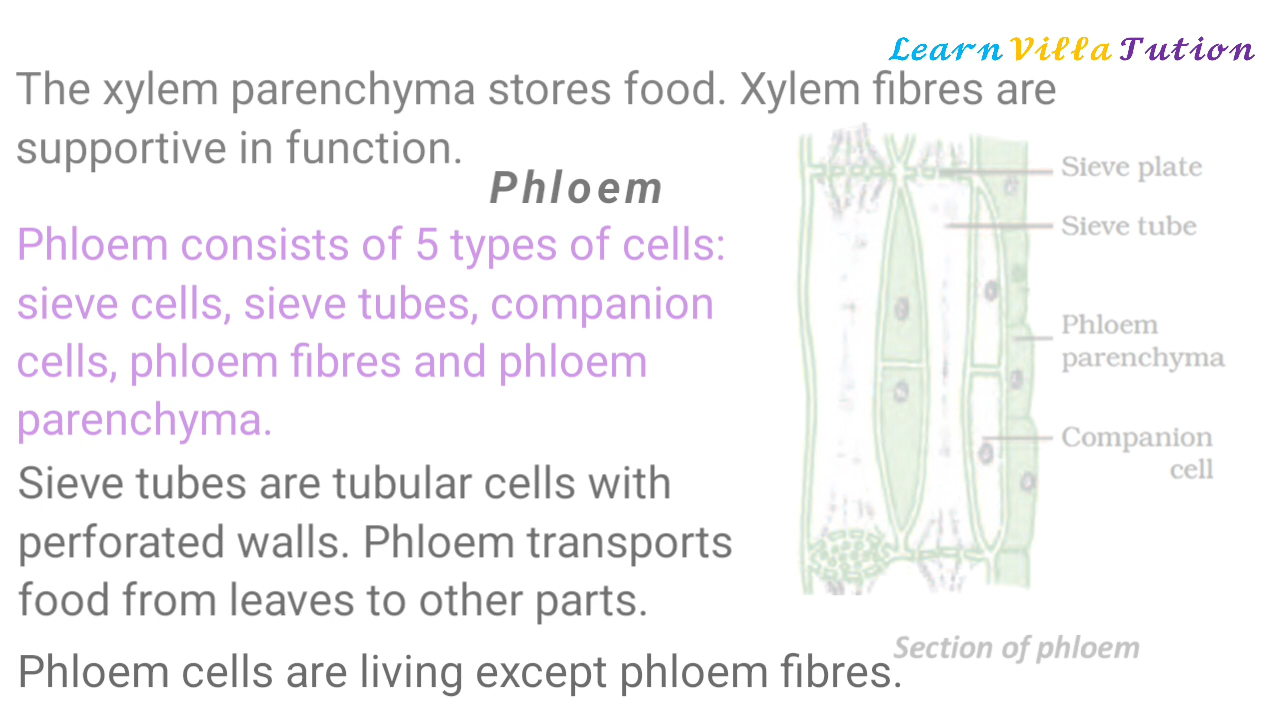 Learn Villa Tution
The xylem parenchyma stores food. Xylem fibres are
supportive in function.
Phloem
Phloem consists of 5 types of cells:
sieve cells, sieve tubes, companion
cells, phloem fibres and phloem
parenchyma.
Sieve tubes are tubular cells with
perforated walls. Phloem transports
food from leaves to other parts.
Phloem cells are living except phloem fibres.
Sieve plate
Sieve tube
Phloem
parenchyma
Companion
cell
Section of phloem